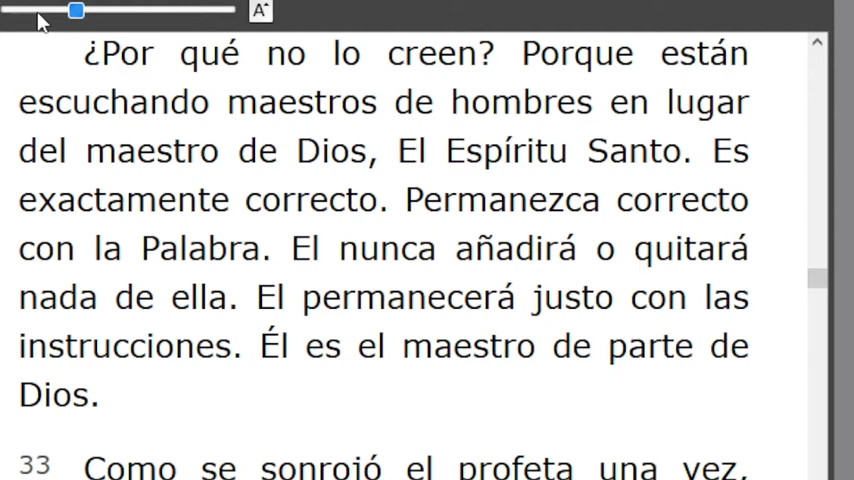 A
¿Por qué no lo creen? Porque están
escuchando maestros de hombres en lugar
del maestro de Dios, El Espíritu Santo. Es
exactamente correcto. Permanezca correcto
con la Palabra. El nunca añadirá o quitará
nada de ella. El permanecerá justo con las
instrucciones. Él es el maestro de parte de
Dios.
33 Como se sonrojó el profeta una vez,